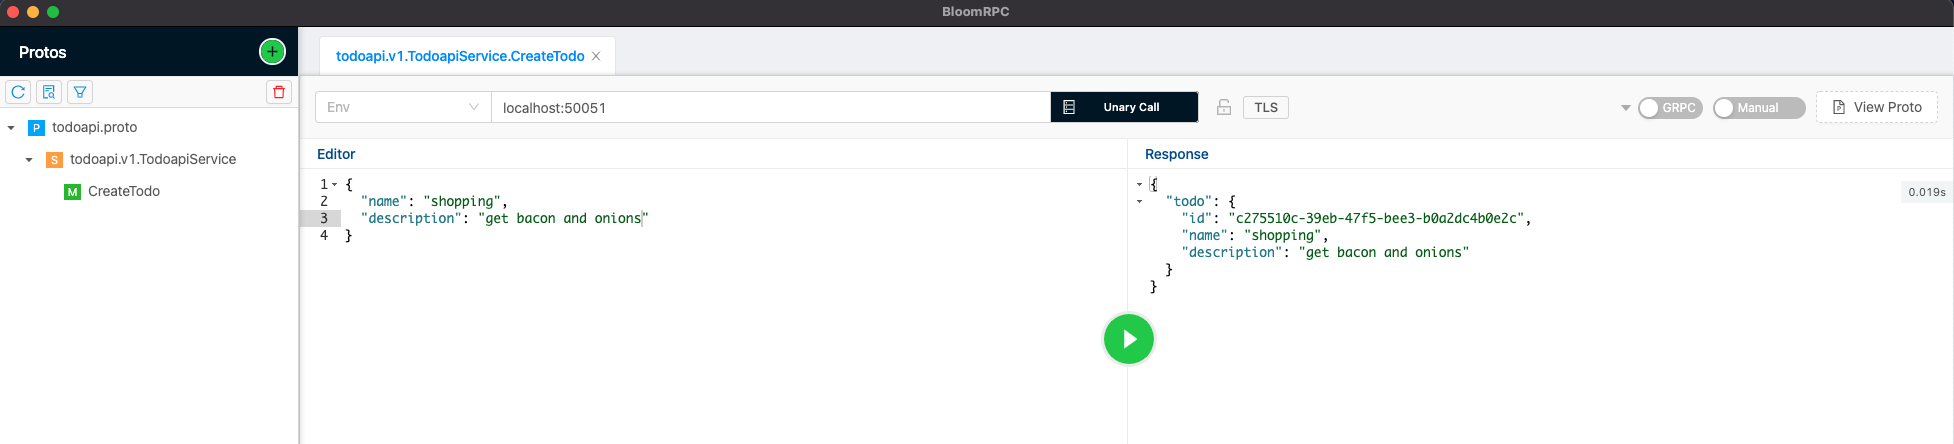 BloomRPC
Protos
todoapi.v1.TodoapiService.CreateTodo
Env
localhost:50051
Unary Call
TLS
GRPC
Manual
View Proto
P todoapi.proto
S todoapi.v1.TodoapiService
M CreateTodo
Editor
1 {
2 "name": "shopping",
3 "description": "get bacon and onions"
4 }
Response
0.019s
{
"todo": {
"id": "c275510c-39eb-47f5-bee3-b0a2dc4b0e2c",
"name": "shopping",
"description": "get bacon and onions"
}
}